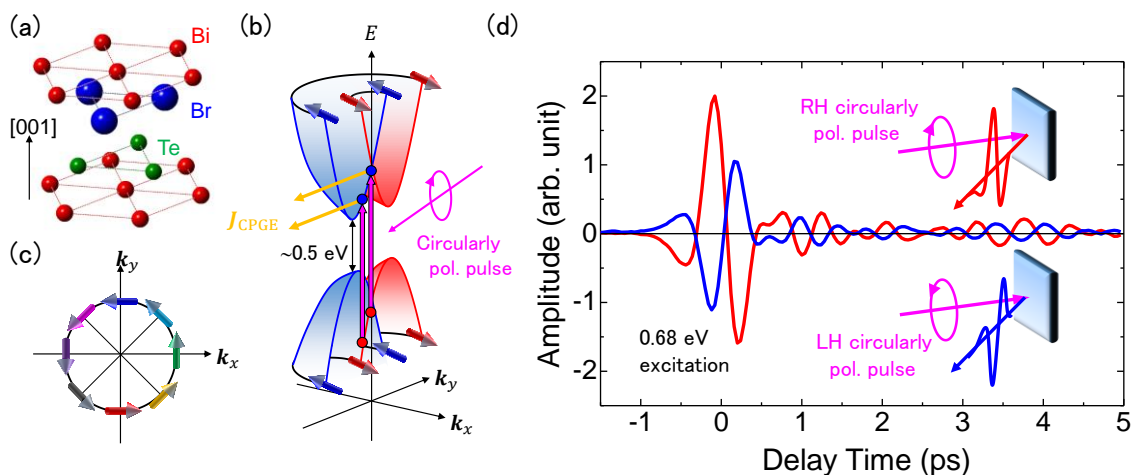 (a)
Bi
Br
[001]
Te
(b)
E
J_CPGE
~0.5 eV
Circularly
pol. pulse
k_y
k_x
(c)
k_y
k_x
(d)
Amplitude (arb. unit)
2
1
0
-1
-2
RH circularly
pol. pulse
LH circularly
pol. pulse
0.68 eV
excitation
-1 0 1 2 3 4 5
Delay Time (ps)